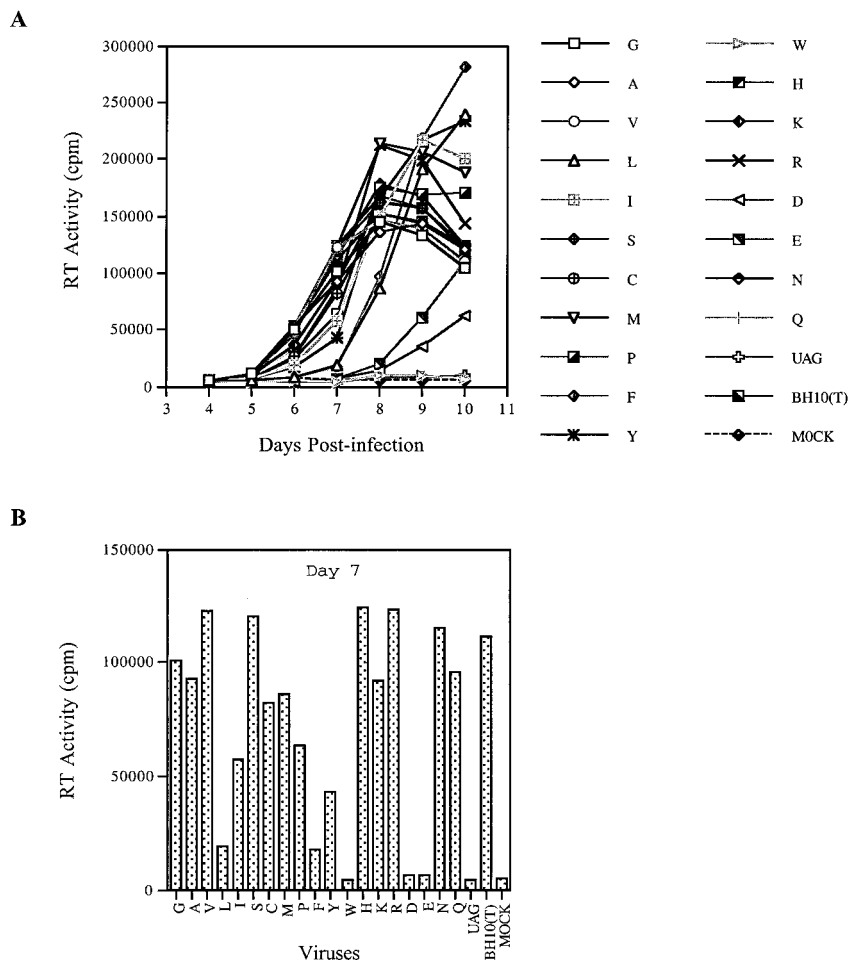 A
300000
250000
200000
150000
100000
50000
0
RT Activity (cpm)
3 4 5 6 7 8 9 10 11
Days Post-infection
G
A
V
L
I
S
C
M
P
F
Y
W
H
K
R
D
E
N
Q
UAG
BH10(T)
M0CK
B
150000
100000
50000
0
RT Activity (cpm)
Day 7
G A V L I S C M P F Y W H K R D E N Q UAG BH10(T) MOCK
Viruses